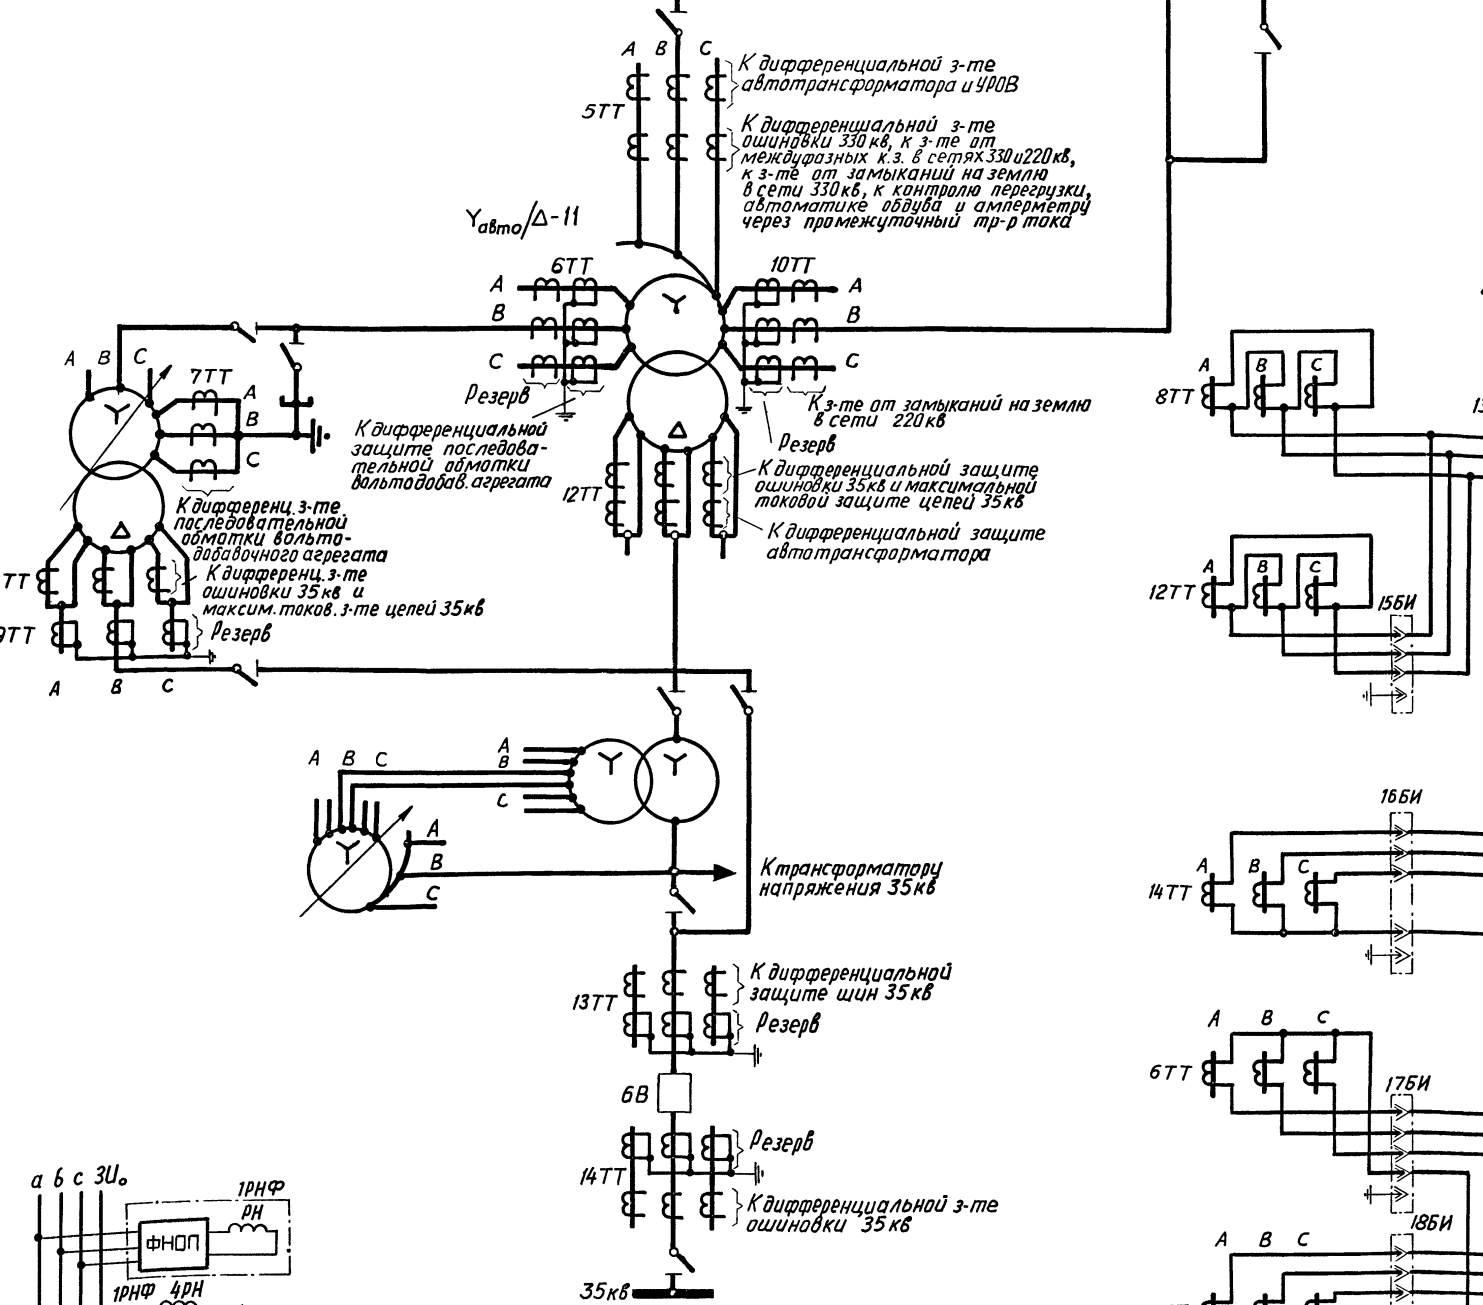 A B C
К дифференциальной з-те
автотрансформатора и УРОВ
5ТТ
К дифференциальной з-те
ошиновки 330 кв, к з-те от
междуфазных к.з. в сетях 330 и 220 кв,
к з-те от замыканий на землю
в сети 330 кв, к контролю перегрузки,
автоматике обдува и амперметру
через промежуточный тр-р тока
Yавто/Δ-11
6ТТ
10ТТ
A
A
B
B
C
C
Резерв
К дифференциальной
защите последова-
тельной обмотки
вольтодобав. агрегата
К з-те от замыканий на землю
в сети 220 кв
Резерв
К дифференциальной защите
ошиновки 35 кв и максимальной
токовой защите цепей 35 кв
12ТТ
К дифференциальной защите
автотрансформатора
A B C
7ТТ
A
B
C
К дифференц. з-те
последовательной
обмотки вольто-
добавочного агрегата
К дифференц. з-те
ошиновки 35 кв и
максим. токов. з-те цепей 35 кв
ТТ
9ТТ
Резерв
A B C
A B C
A
B
C
A
B
C
К трансформатору
напряжения 35 кв
13ТТ
К дифференциальной
защите шин 35 кв
Резерв
6В
Резерв
14ТТ
К дифференциальной з-те
ошиновки 35 кв
35 кв
a б c 3U₀
1РНФ
РН
ФНОП
1РНФ 4РН
8ТТ
A B C
13
12ТТ
A B C
15БИ
16БИ
14ТТ
A B C
A B C
6ТТ
17БИ
18БИ
A B C